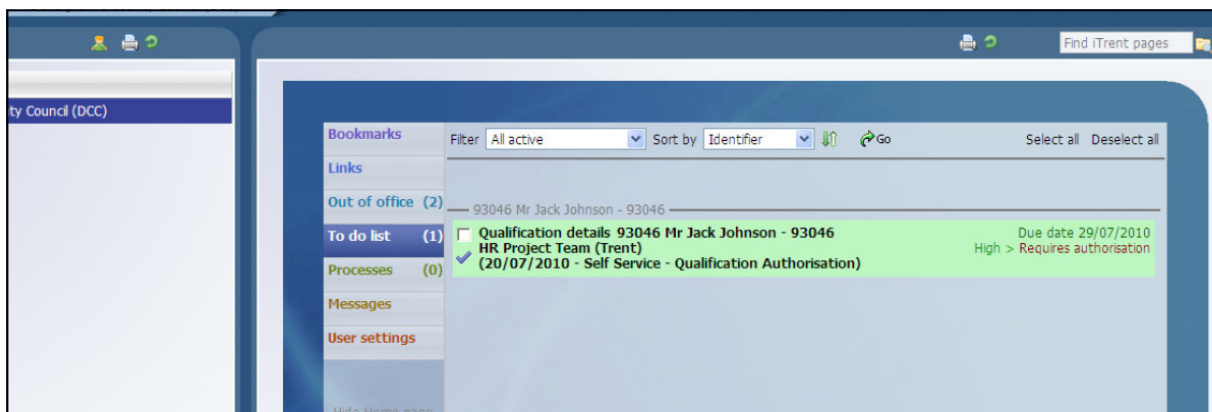 Find iTrent pages
ty Council (DCC)
Bookmarks
Filter All active Sort by Identifier Go Select all Deselect all
Links
Out of office (2)
93046 Mr Jack Johnson - 93046
To do list (1)
Qualification details 93046 Mr Jack Johnson - 93046 Due date 29/07/2010
HR Project Team (Trent) High > Requires authorisation
(20/07/2010 - Self Service - Qualification Authorisation)
Processes (0)
Messages
User settings
Hide Home page